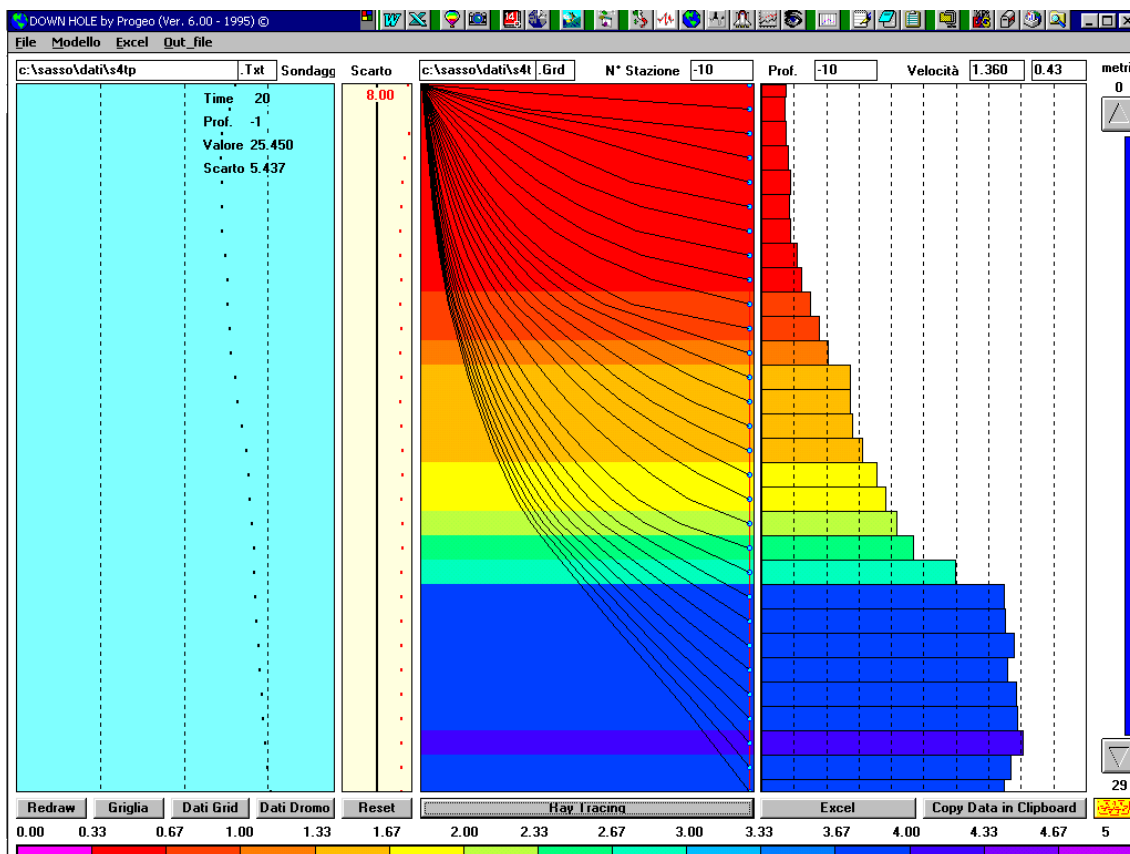 DOWN HOLE by Progeo (Ver. 6.00 - 1995) ©
File Modello Excel Out_file
c:\sasso\dati\s4tp .Txt Sondagg Scarto c:\sasso\dati\s4t .Grd N° Stazione -10 Prof. -10 Velocità 1.360 0.43 metri
0
8.00
Time 20
Prof. -1
Valore 25.450
Scarto 5.437
29
Redraw Griglia Dati Grid Dati Dromo Reset Ray Tracing Excel Copy Data in Clipboard
0.00 0.33 0.67 1.00 1.33 1.67 2.00 2.33 2.67 3.00 3.33 3.67 4.00 4.33 4.67 5